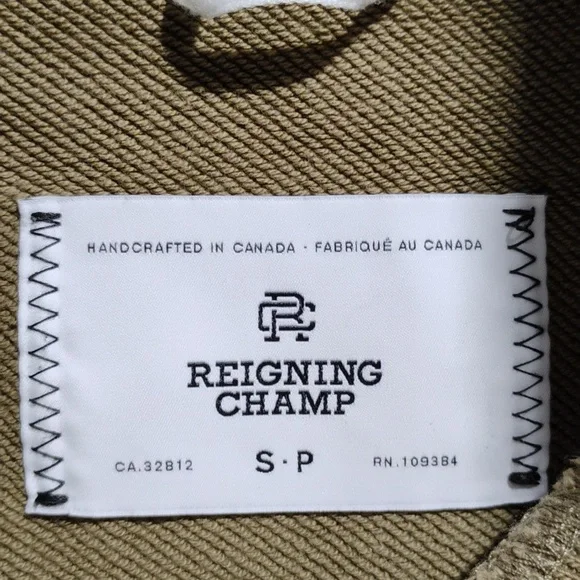 HANDCRAFTED IN CANADA · FABRIQUÉ AU CANADA
RC
REIGNING
CHAMP
CA.32812 S·P RN.109384